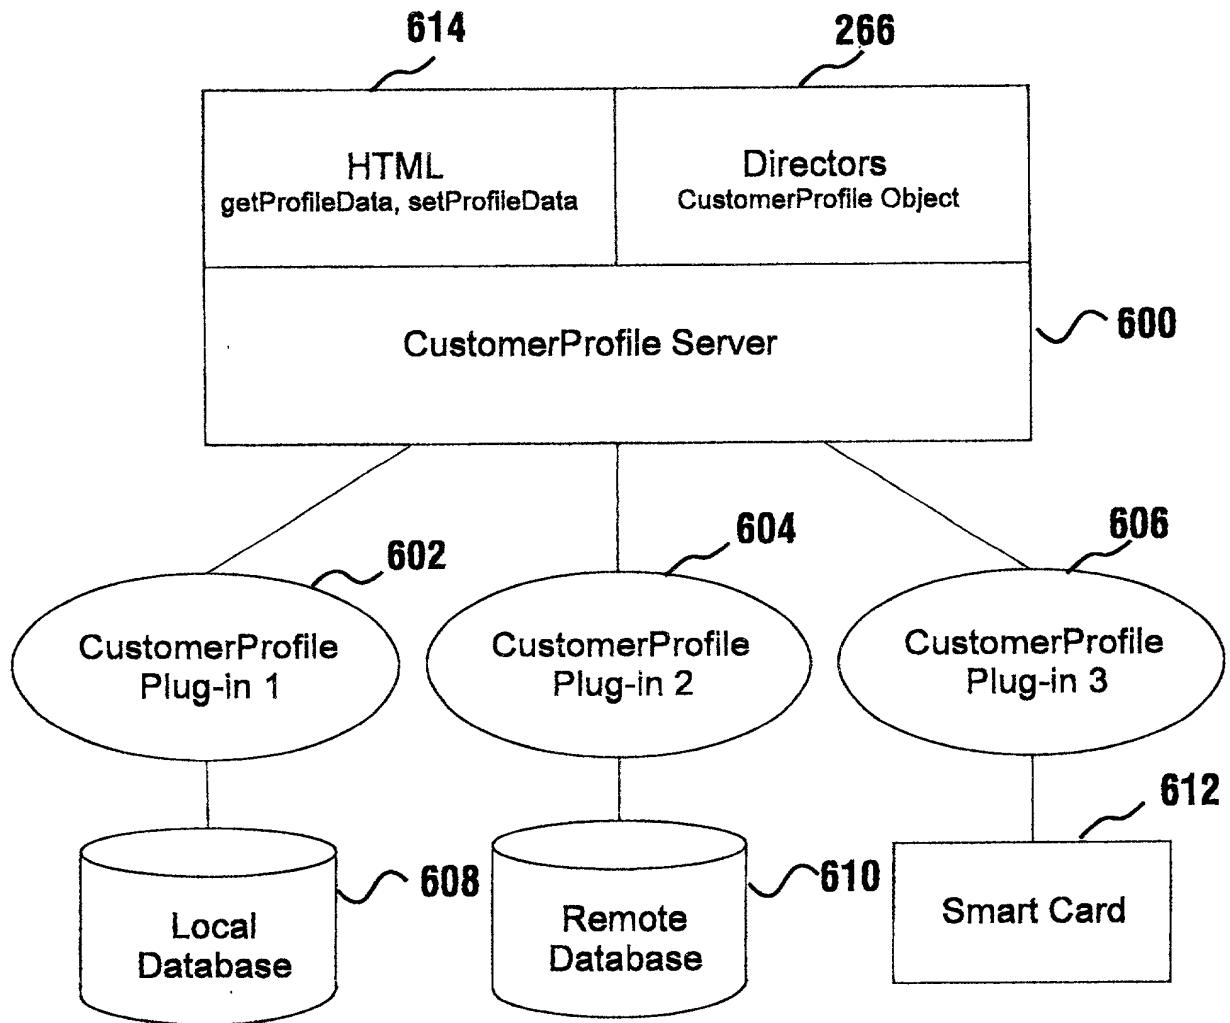 614
266
HTML
getProfileData, setProfileData
Directors
CustomerProfile Object
CustomerProfile Server
600
602
604
606
CustomerProfile
Plug-in 1
CustomerProfile
Plug-in 2
CustomerProfile
Plug-in 3
612
608
610
Local
Database
Remote
Database
Smart Card